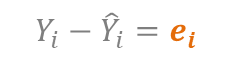 Yᵢ − Ŷᵢ = eᵢ